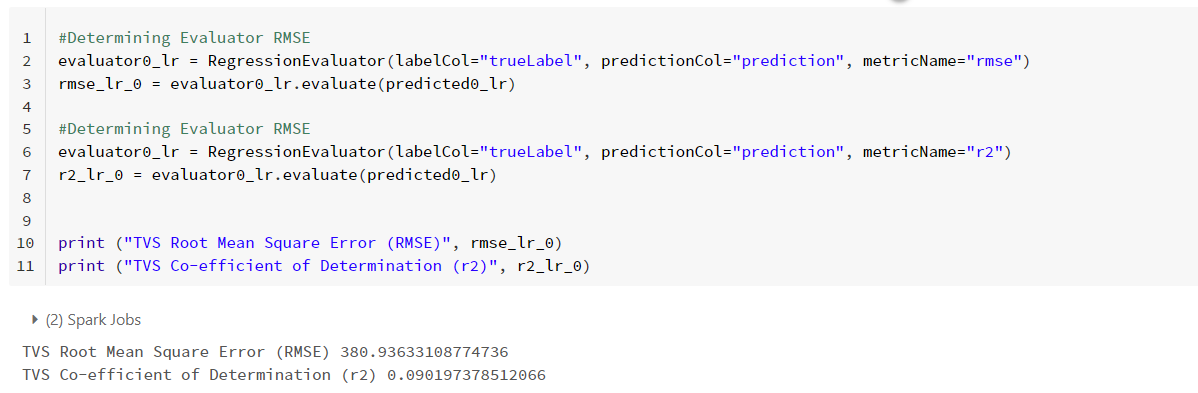 1 #Determining Evaluator RMSE
2 evaluator0_lr = RegressionEvaluator(labelCol="trueLabel", predictionCol="prediction", metricName="rmse")
3 rmse_lr_0 = evaluator0_lr.evaluate(predicted0_lr)
4
5 #Determining Evaluator RMSE
6 evaluator0_lr = RegressionEvaluator(labelCol="trueLabel", predictionCol="prediction", metricName="r2")
7 r2_lr_0 = evaluator0_lr.evaluate(predicted0_lr)
8
9
10 print ("TVS Root Mean Square Error (RMSE)", rmse_lr_0)
11 print ("TVS Co-efficient of Determination (r2)", r2_lr_0)
(2) Spark Jobs
TVS Root Mean Square Error (RMSE) 380.93633108774736
TVS Co-efficient of Determination (r2) 0.090197378512066